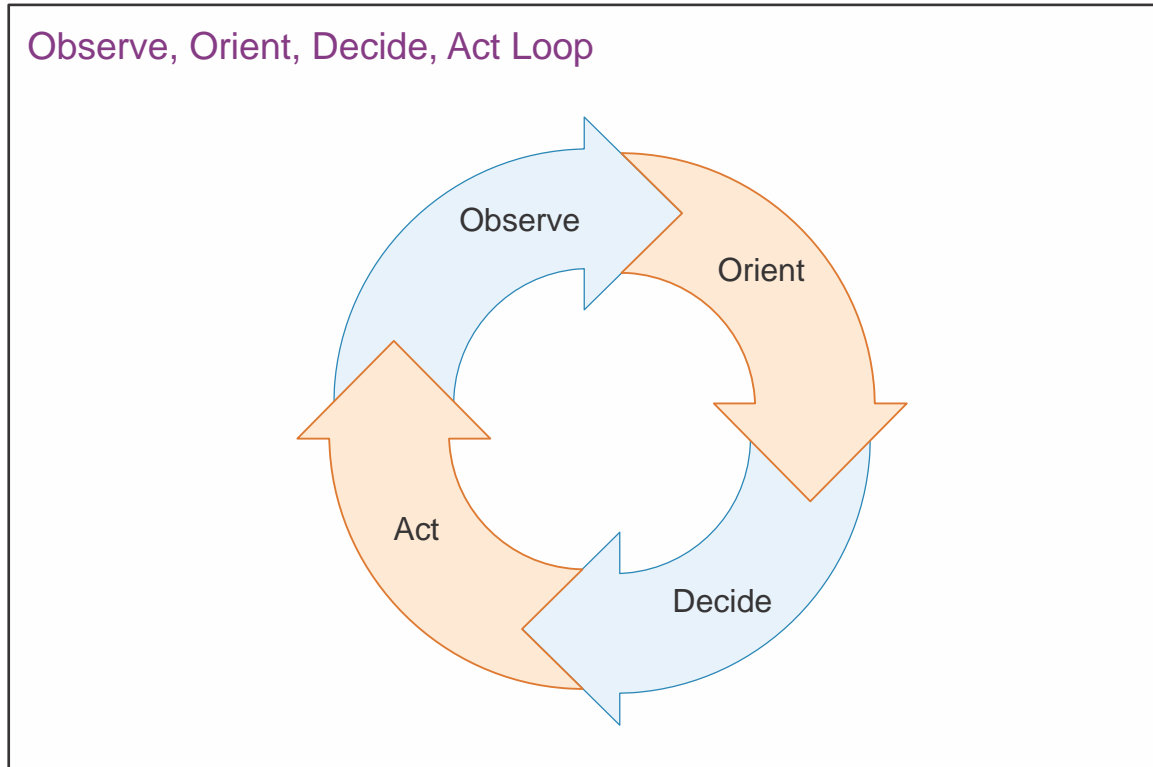 Observe, Orient, Decide, Act Loop
Observe
Orient
Decide
Act